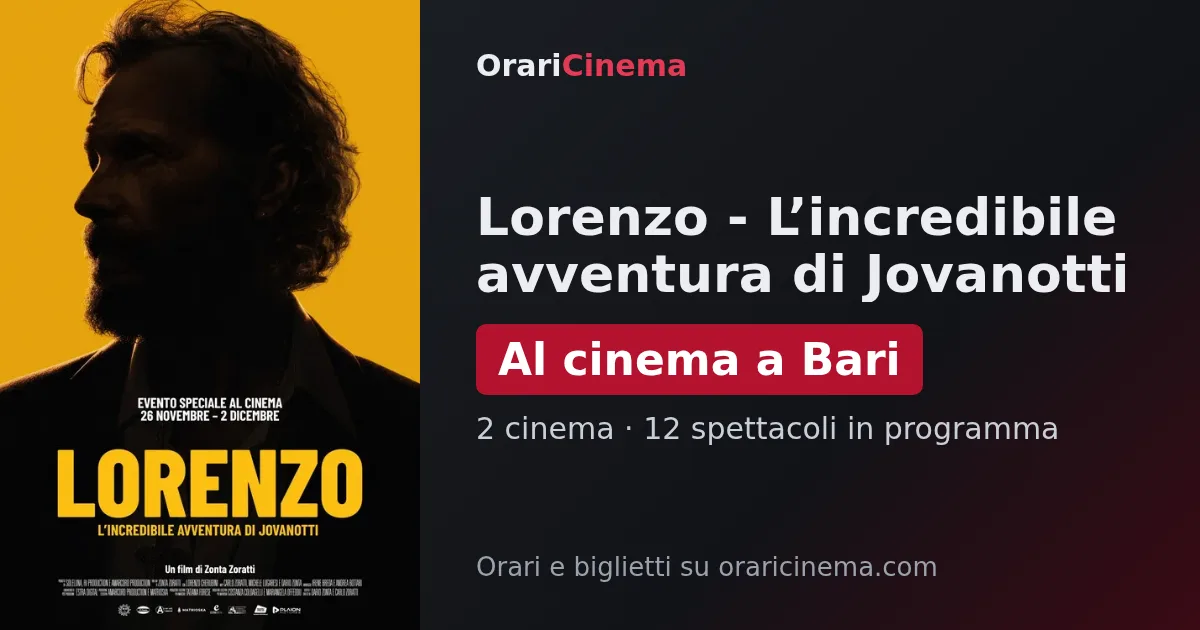 EVENTO SPECIALE AL CINEMA
26 NOVEMBRE – 2 DICEMBRE
LORENZO
L'INCREDIBILE AVVENTURA DI JOVANOTTI
Un film di Zonta Zoratti
OrariCinema
Lorenzo - L’incredibile
avventura di Jovanotti
Al cinema a Bari
2 cinema · 12 spettacoli in programma
Orari e biglietti su oraricinema.com